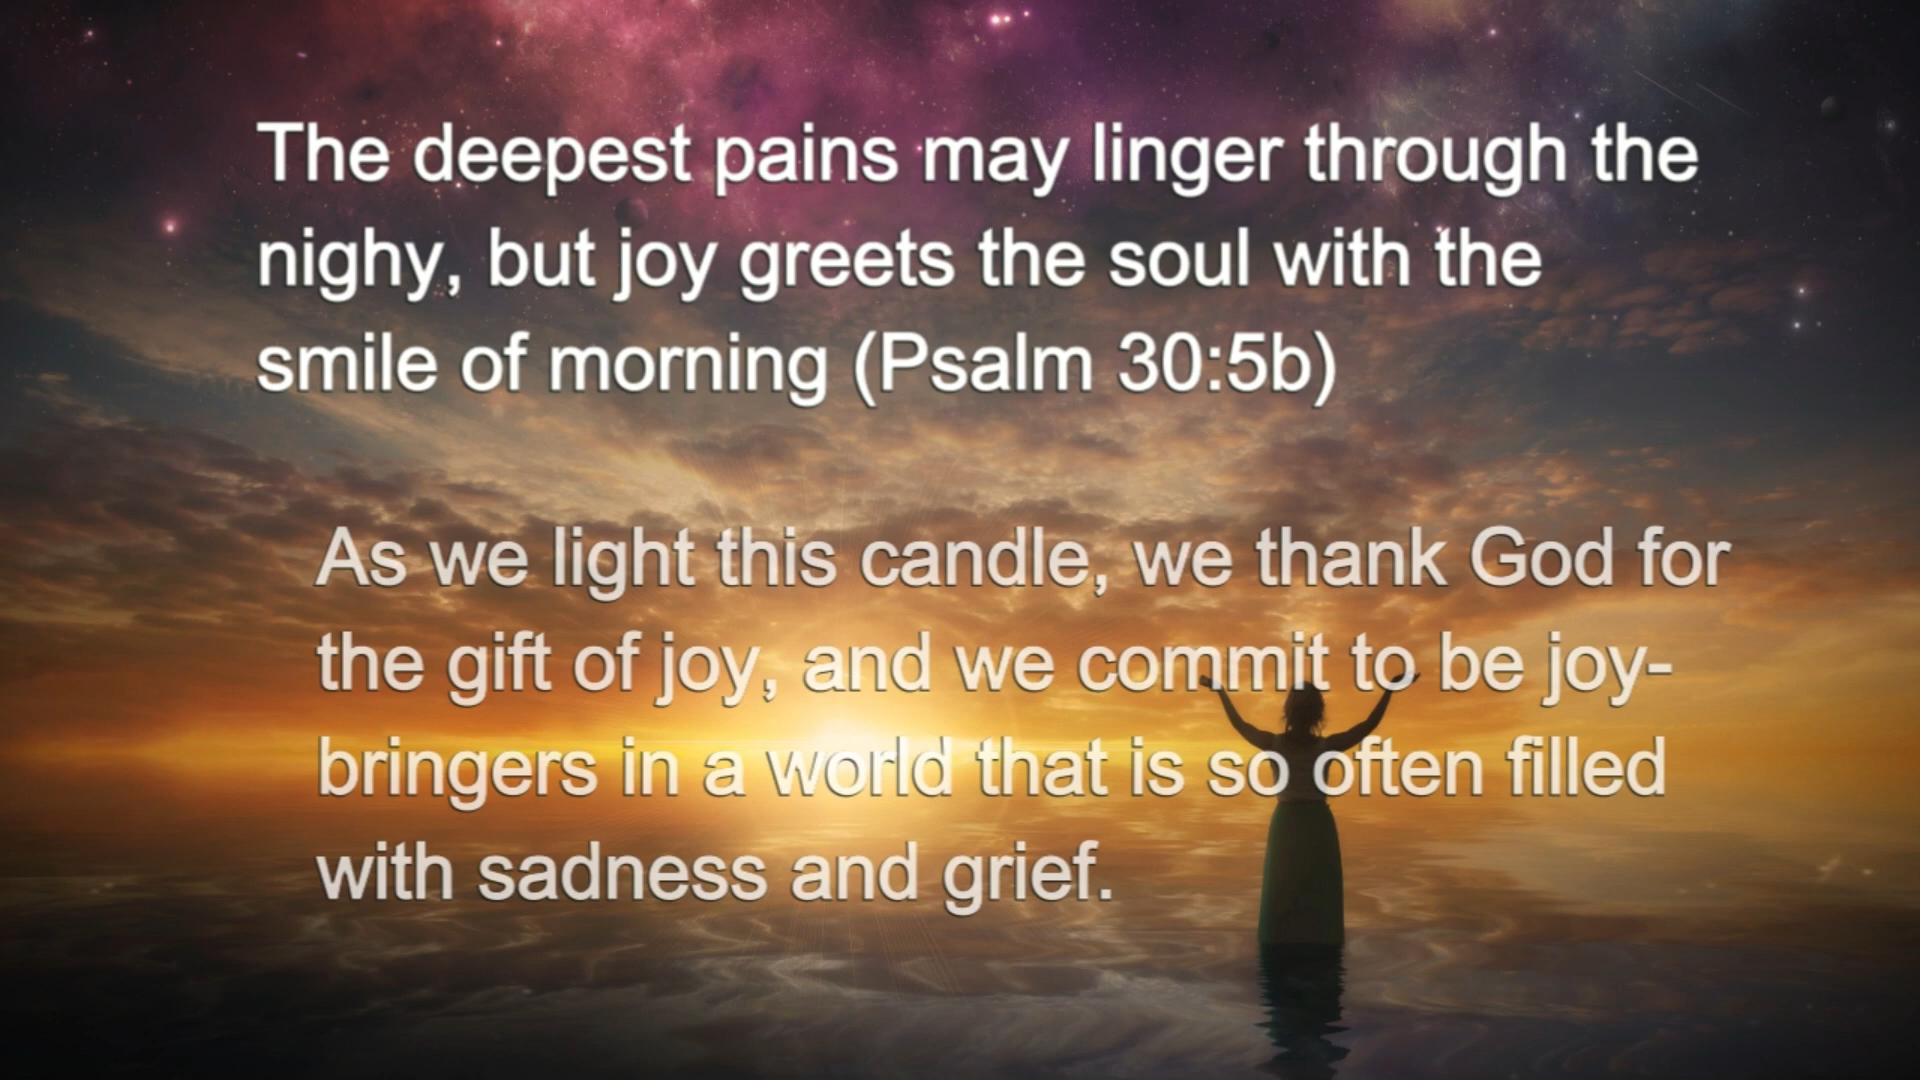 The deepest pains may linger through the
nighy, but joy greets the soul with the
smile of morning (Psalm 30:5b)
As we light this candle, we thank God for
the gift of joy, and we commit to be joy-
bringers in a world that is so often filled
with sadness and grief.